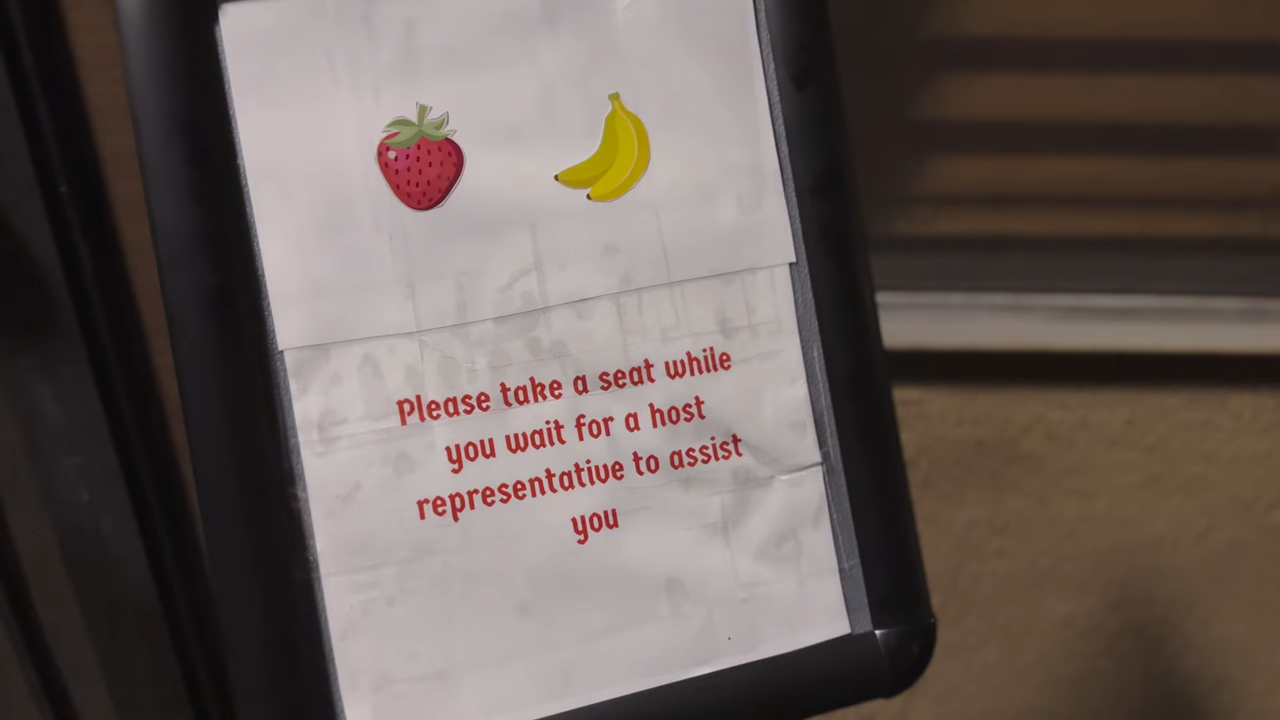 Please take a seat while
you wait for a host
representative to assist
you